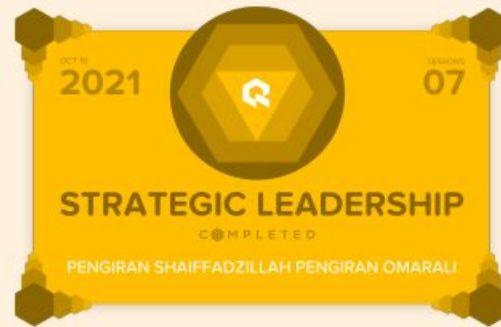 OCT 18
2021
LESSONS
07
STRATEGIC LEADERSHIP
COMPLETED
PENGIRAN SHAIFFADZILLAH PENGIRAN OMARALI